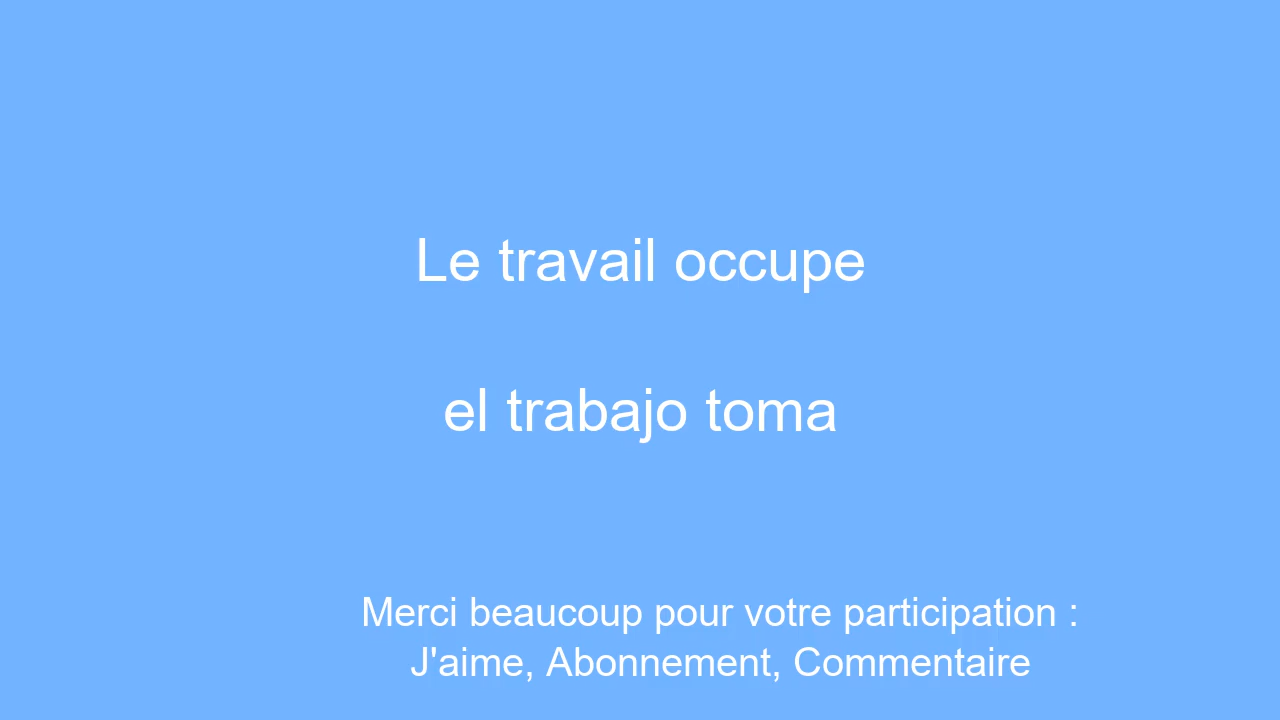 Le travail occupe
el trabajo toma
Merci beaucoup pour votre participation :
J'aime, Abonnement, Commentaire